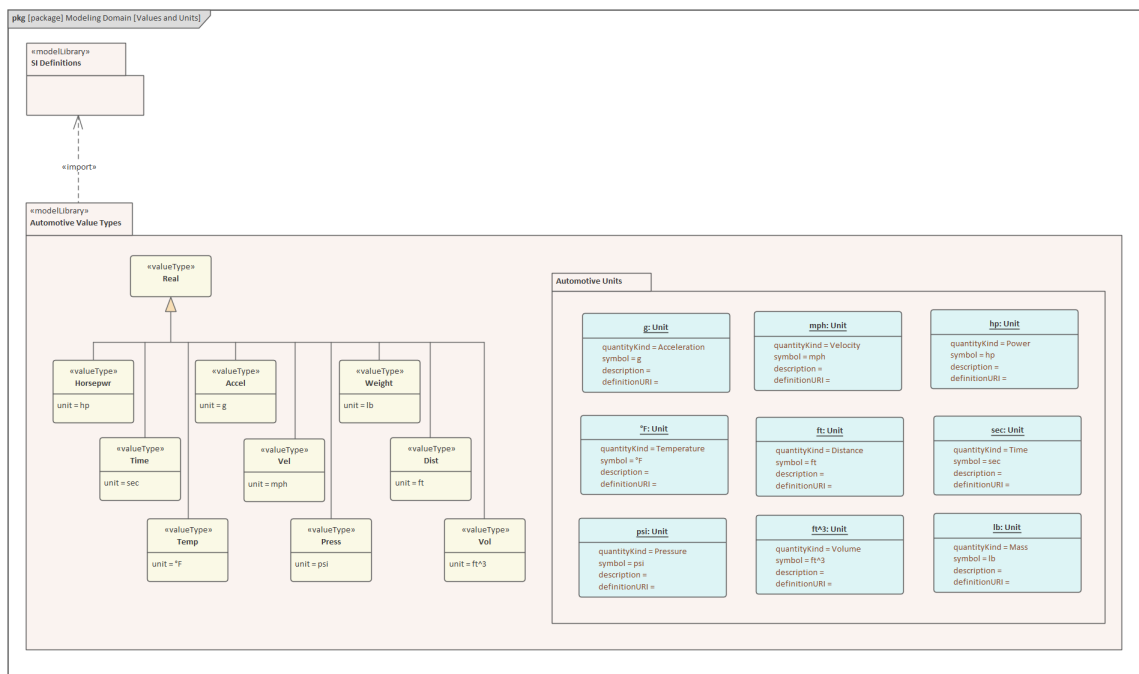 pkg [package] Modeling Domain [Values and Units]
«modelLibrary»
SI Definitions
«import»
«modelLibrary»
Automotive Value Types
«valueType»
Real
«valueType»
Horsepwr
unit = hp
«valueType»
Accel
unit = g
«valueType»
Weight
unit = lb
«valueType»
Time
unit = sec
«valueType»
Vel
unit = mph
«valueType»
Dist
unit = ft
«valueType»
Temp
unit = °F
«valueType»
Press
unit = psi
«valueType»
Vol
unit = ft^3
Automotive Units
g: Unit
quantityKind = Acceleration
symbol = g
description =
definitionURI =
mph: Unit
quantityKind = Velocity
symbol = mph
description =
definitionURI =
hp: Unit
quantityKind = Power
symbol = hp
description =
definitionURI =
°F: Unit
quantityKind = Temperature
symbol = °F
description =
definitionURI =
ft: Unit
quantityKind = Distance
symbol = ft
description =
definitionURI =
sec: Unit
quantityKind = Time
symbol = sec
description =
definitionURI =
psi: Unit
quantityKind = Pressure
symbol = psi
description =
definitionURI =
ft^3: Unit
quantityKind = Volume
symbol = ft^3
description =
definitionURI =
lb: Unit
quantityKind = Mass
symbol = lb
description =
definitionURI =